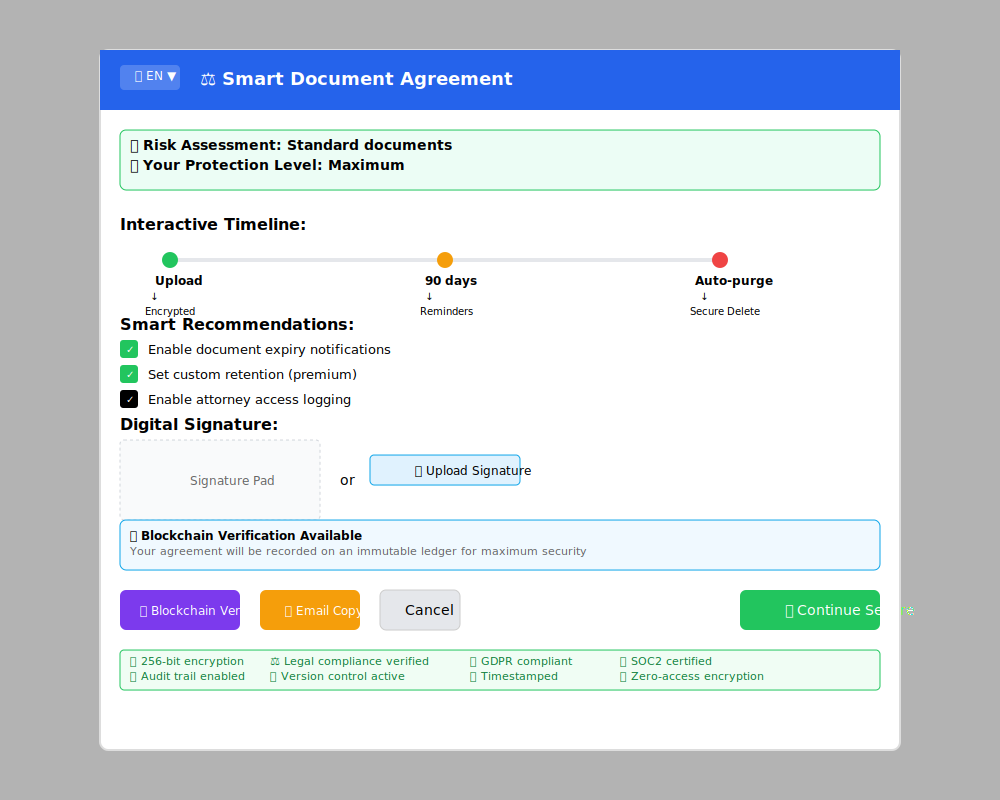 EN ▼
⚖ Smart Document Agreement
Risk Assessment: Standard documents
Your Protection Level: Maximum
Interactive Timeline:
Upload 90 days Auto-purge
↓ ↓ ↓
Encrypted Reminders Secure Delete
Smart Recommendations:
✓ Enable document expiry notifications
✓ Set custom retention (premium)
✓ Enable attorney access logging
Digital Signature:
Signature Pad or Upload Signature
Blockchain Verification Available
Your agreement will be recorded on an immutable ledger for maximum security
Blockchain Ver Email Copy Cancel Continue Secure
256-bit encryption ⚖ Legal compliance verified GDPR compliant SOC2 certified
Audit trail enabled Version control active Timestamped Zero-access encryption